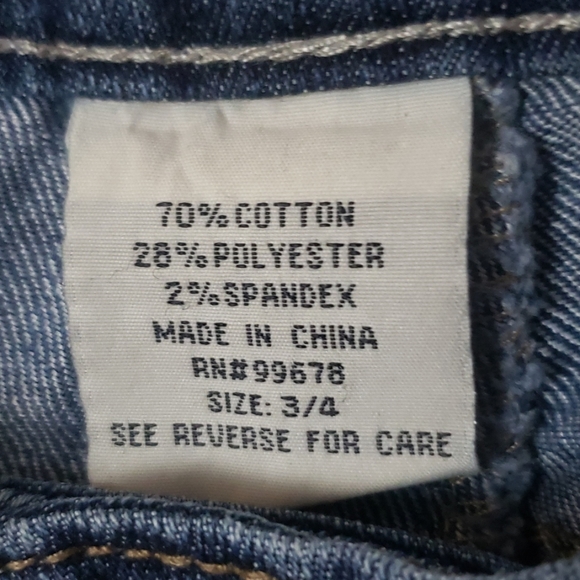 70% COTTON
28% POLYESTER
2% SPANDEX
MADE IN CHINA
RN# 99678
SIZE: 3/4
SEE REVERSE FOR CARE